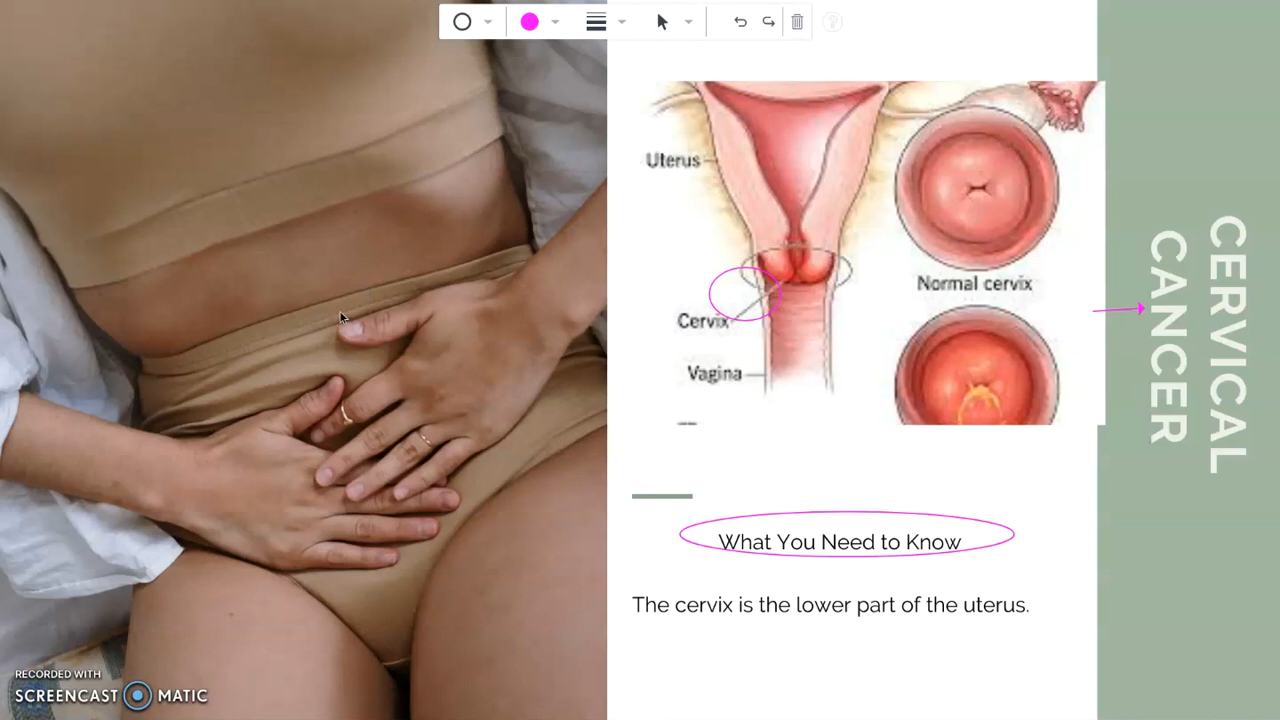 Uterus
Normal cervix
Cervix
Vagina
CERVICAL
CANCER
What You Need to Know
The cervix is the lower part of the uterus.
RECORDED WITH
SCREENCAST MATIC